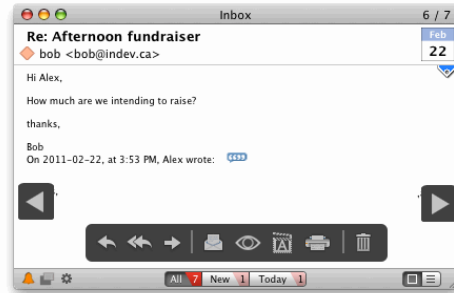 Inbox
6 / 7
Re: Afternoon fundraiser
bob <bob@indev.ca>
Feb
22
Hi Alex,
How much are we intending to raise?
thanks,
Bob
On 2011-02-22, at 3:53 PM, Alex wrote:
A
All 7 New 1 Today 1